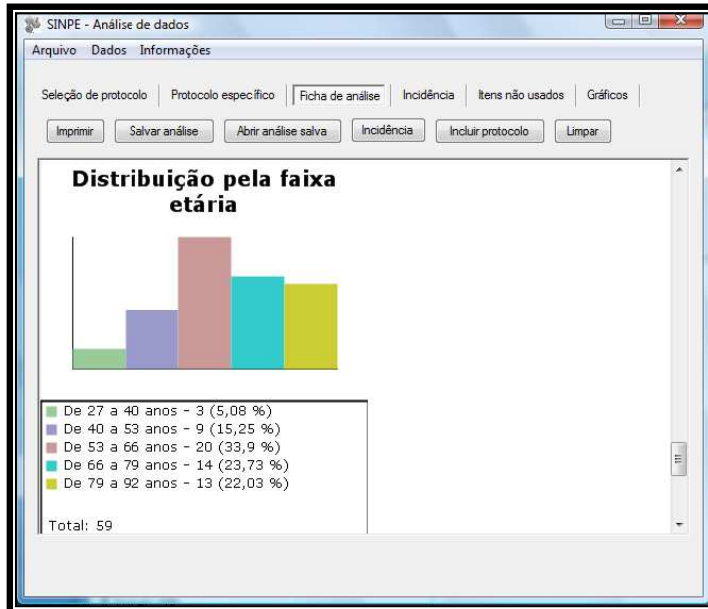 SINPE - Análise de dados
Arquivo Dados Informações
Seleção de protocolo Protocolo específico Ficha de análise Incidência Itens não usados Gráficos
Imprimir Salvar análise Abrir análise salva Incidência Incluir protocolo Limpar
Distribuição pela faixa
etária
De 27 a 40 anos - 3 (5,08 %)
De 40 a 53 anos - 9 (15,25 %)
De 53 a 66 anos - 20 (33,9 %)
De 66 a 79 anos - 14 (23,73 %)
De 79 a 92 anos - 13 (22,03 %)
Total: 59